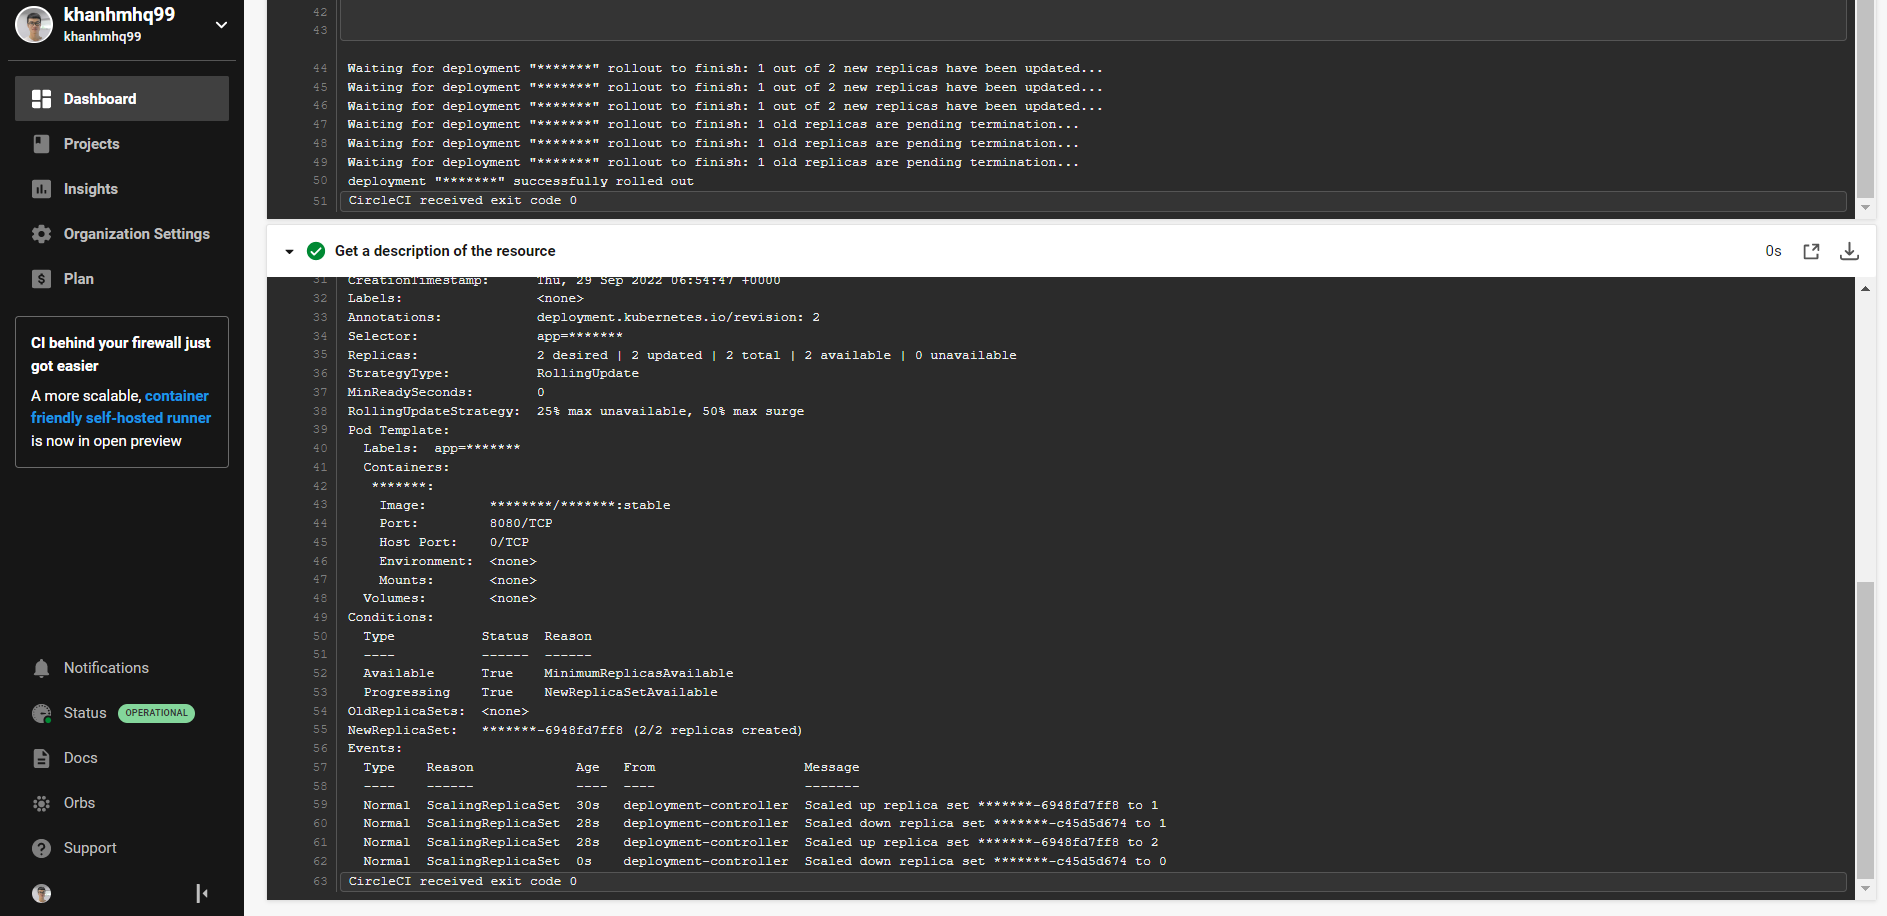 khanhmhq99
khanhmhq99
Dashboard
Projects
Insights
Organization Settings
Plan
CI behind your firewall just
got easier
A more scalable, container
friendly self-hosted runner
is now in open preview
Notifications
Status OPERATIONAL
Docs
Orbs
Support
42
43
44 Waiting for deployment "*******" rollout to finish: 1 out of 2 new replicas have been updated...
45 Waiting for deployment "*******" rollout to finish: 1 out of 2 new replicas have been updated...
46 Waiting for deployment "*******" rollout to finish: 1 out of 2 new replicas have been updated...
47 Waiting for deployment "*******" rollout to finish: 1 old replicas are pending termination...
48 Waiting for deployment "*******" rollout to finish: 1 old replicas are pending termination...
49 Waiting for deployment "*******" rollout to finish: 1 old replicas are pending termination...
50 deployment "*******" successfully rolled out
51 CircleCI received exit code 0
Get a description of the resource 0s
31 CreationTimestamp: Thu, 29 Sep 2022 06:54:47 +0000
32 Labels: <none>
33 Annotations: deployment.kubernetes.io/revision: 2
34 Selector: app=*******
35 Replicas: 2 desired | 2 updated | 2 total | 2 available | 0 unavailable
36 StrategyType: RollingUpdate
37 MinReadySeconds: 0
38 RollingUpdateStrategy: 25% max unavailable, 50% max surge
39 Pod Template:
40 Labels: app=*******
41 Containers:
42 *******:
43 Image: ********/*******:stable
44 Port: 8080/TCP
45 Host Port: 0/TCP
46 Environment: <none>
47 Mounts: <none>
48 Volumes: <none>
49 Conditions:
50 Type Status Reason
51 ---- ------ ------
52 Available True MinimumReplicasAvailable
53 Progressing True NewReplicaSetAvailable
54 OldReplicaSets: <none>
55 NewReplicaSet: *******-6948fd7ff8 (2/2 replicas created)
56 Events:
57 Type Reason Age From Message
58 ---- ------ ---- ---- -------
59 Normal ScalingReplicaSet 30s deployment-controller Scaled up replica set *******-6948fd7ff8 to 1
60 Normal ScalingReplicaSet 28s deployment-controller Scaled down replica set *******-c45d5d674 to 1
61 Normal ScalingReplicaSet 28s deployment-controller Scaled up replica set *******-6948fd7ff8 to 2
62 Normal ScalingReplicaSet 0s deployment-controller Scaled down replica set *******-c45d5d674 to 0
63 CircleCI received exit code 0